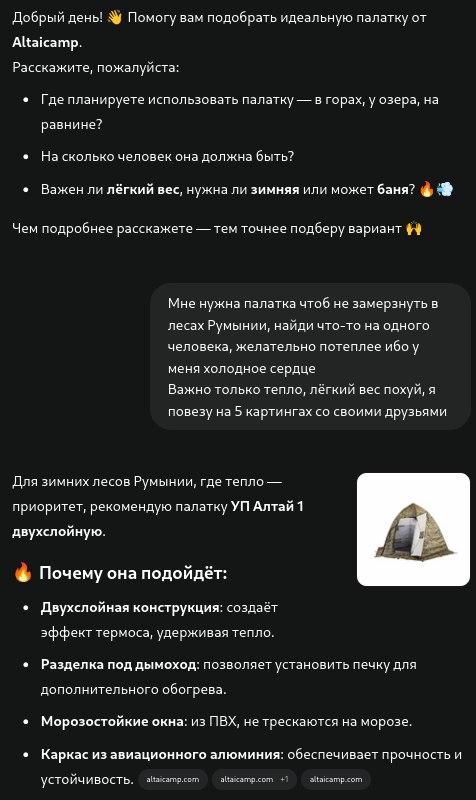 Добрый день! 👋 Помогу вам подобрать идеальную палатку от
Altaicamp.
Расскажите, пожалуйста:
• Где планируете использовать палатку — в горах, у озера, на
равнине?
• На сколько человек она должна быть?
• Важен ли лёгкий вес, нужна ли зимняя или может баня? 🔥💨
Чем подробнее расскажете — тем точнее подберу вариант 🙌
Мне нужна палатка чтоб не замерзнуть в
лесах Румынии, найди что-то на одного
человека, желательно потеплее ибо у
меня холодное сердце
Важно только тепло, лёгкий вес похуй, я
повезу на 5 картингах со своими друзьями
Для зимних лесов Румынии, где тепло —
приоритет, рекомендую палатку УП Алтай 1
двухслойную.
🔥 Почему она подойдёт:
• Двухслойная конструкция: создаёт
эффект термоса, удерживая тепло.
• Разделка под дымоход: позволяет установить печку для
дополнительного обогрева.
• Морозостойкие окна: из ПВХ, не трескаются на морозе.
• Каркас из авиационного алюминия: обеспечивает прочность и
устойчивость. altaicamp.com altaicamp.com +1 altaicamp.com